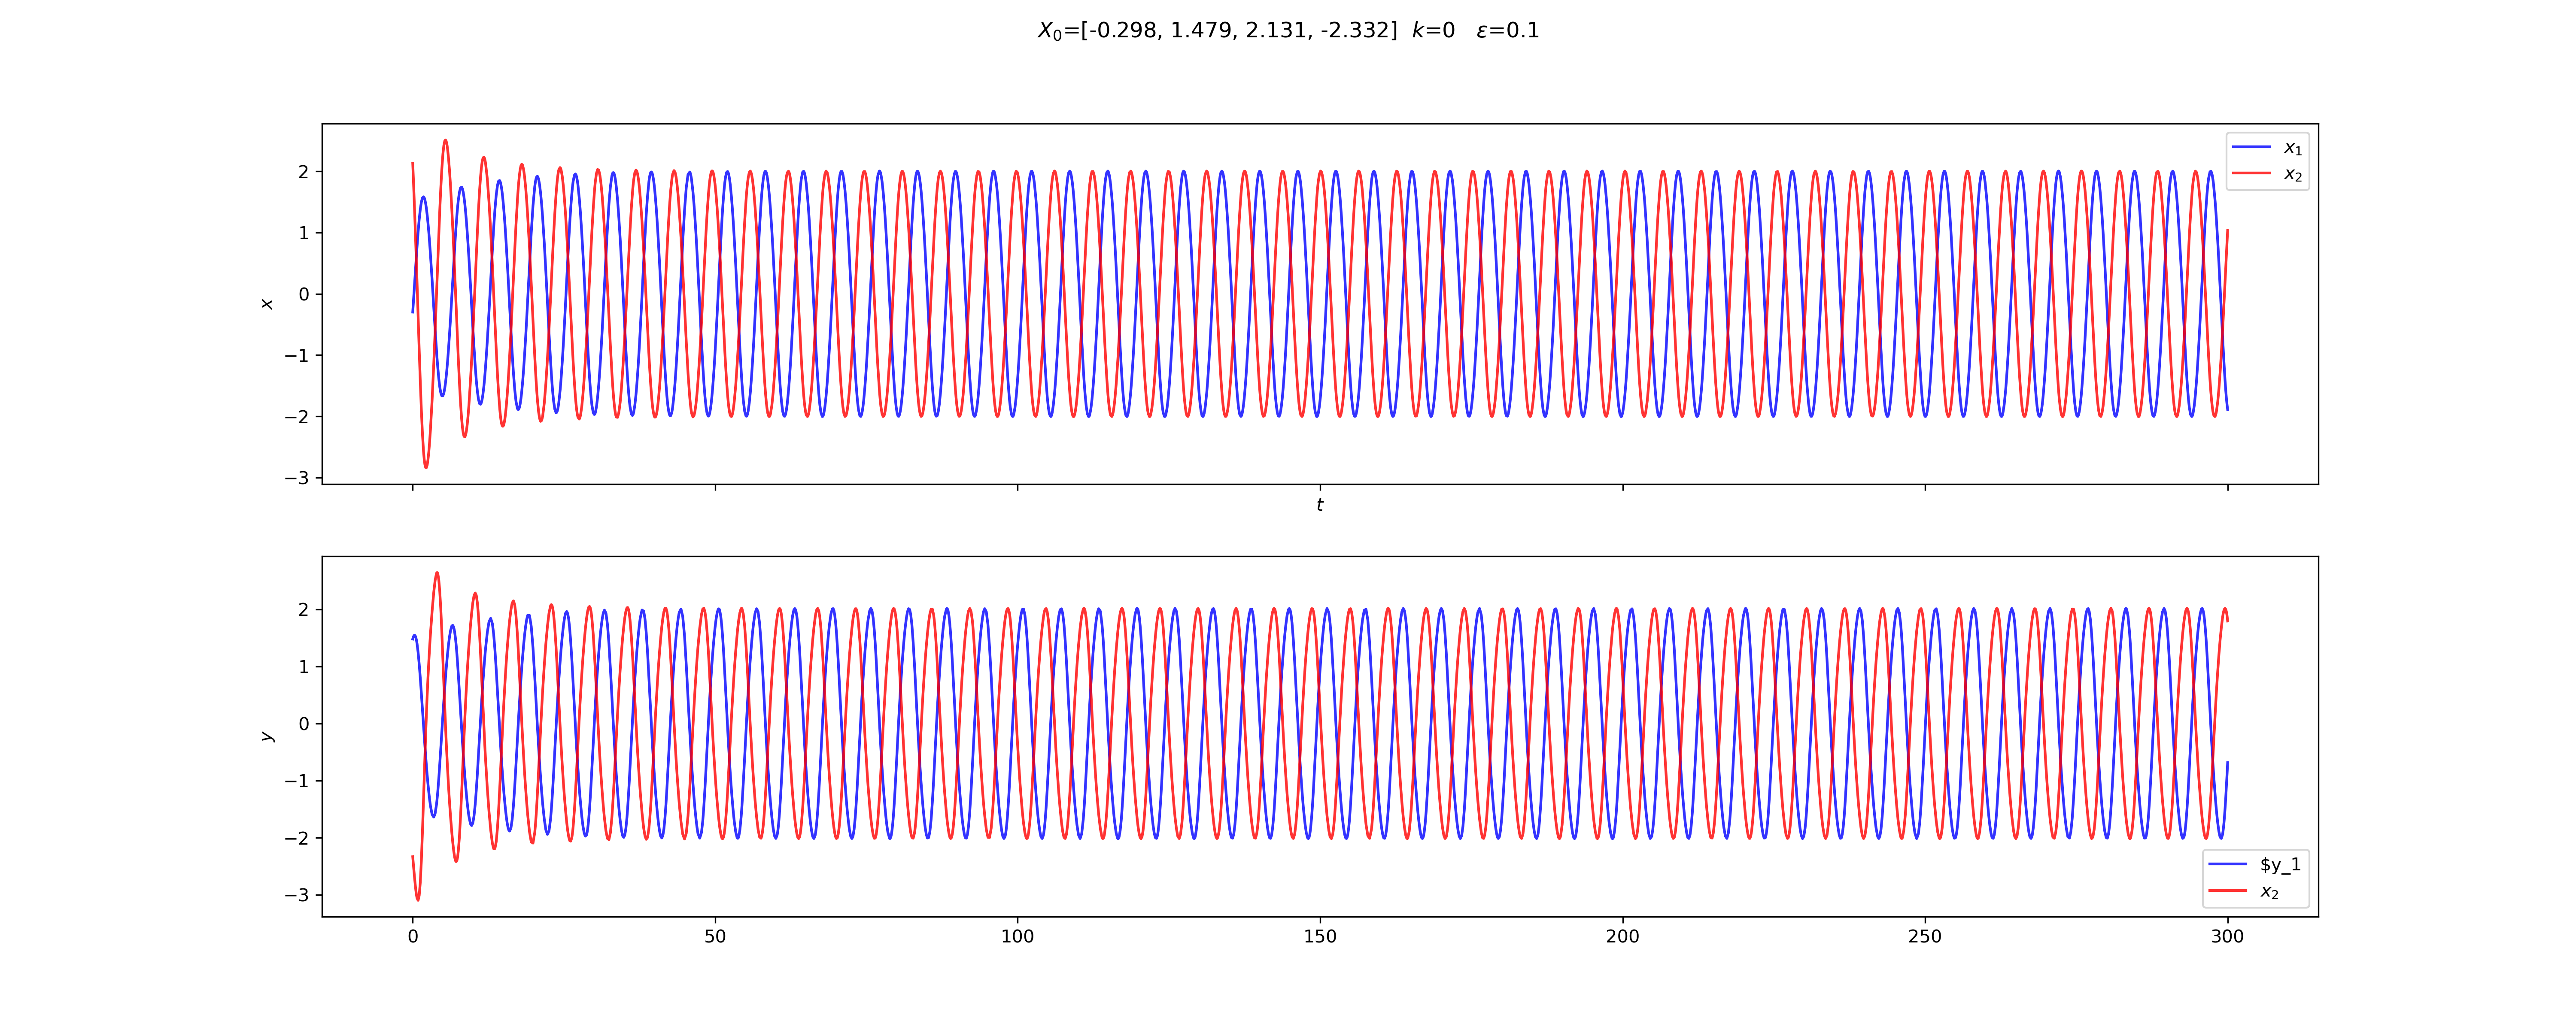 X₀=[-0.298, 1.479, 2.131, -2.332] k=0 ε=0.1
x₁
x₂
2
1
0
−1
−2
−3
x
t
2
1
0
−1
−2
−3
y
$y_1
x₂
0 50 100 150 200 250 300